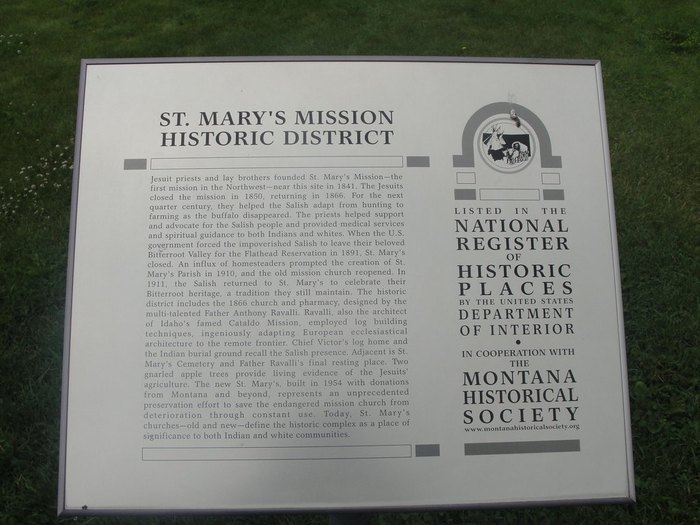 ST. MARY'S MISSION
HISTORIC DISTRICT
Jesuit priests and lay brothers founded St. Mary's Mission—the
first mission in the Northwest—near this site in 1841. The Jesuits
closed the mission in 1850, returning in 1866. For the next
quarter century, they helped the Salish adapt from hunting to
farming as the buffalo disappeared. The priests helped support
and advocate for the Salish people and provided medical services
and spiritual guidance to both Indians and whites. When the U.S.
government forced the impoverished Salish to leave their beloved
Bitterroot Valley for the Flathead Reservation in 1891, St. Mary's
closed. An influx of homesteaders prompted the creation of St.
Mary's Parish in 1910, and the old mission church reopened. In
1911, the Salish returned to St. Mary's to celebrate their
Bitterroot heritage, a tradition they still maintain. The historic
district includes the 1866 church and pharmacy, designed by the
multi-talented Father Anthony Ravalli. Ravalli, also the architect
of Idaho's famed Cataldo Mission, employed log building
techniques, ingeniously adapting European ecclesiastical
architecture to the remote frontier. Chief Victor's log home and
the Indian burial ground recall the Salish presence. Adjacent is St.
Mary's Cemetery and Father Ravalli's final resting place. Two
gnarled apple trees provide living evidence of the Jesuits'
agriculture. The new St. Mary's, built in 1954 with donations
from Montana and beyond, represents an unprecedented
preservation effort to save the endangered mission church from
deterioration through constant use. Today, St. Mary's
churches—old and new—define the historic complex as a place of
significance to both Indian and white communities.
LISTED IN THE
NATIONAL
REGISTER
OF
HISTORIC
PLACES
BY THE UNITED STATES
DEPARTMENT
OF INTERIOR
•
IN COOPERATION WITH
THE
MONTANA
HISTORICAL
SOCIETY
www.montanahistoricalsociety.org